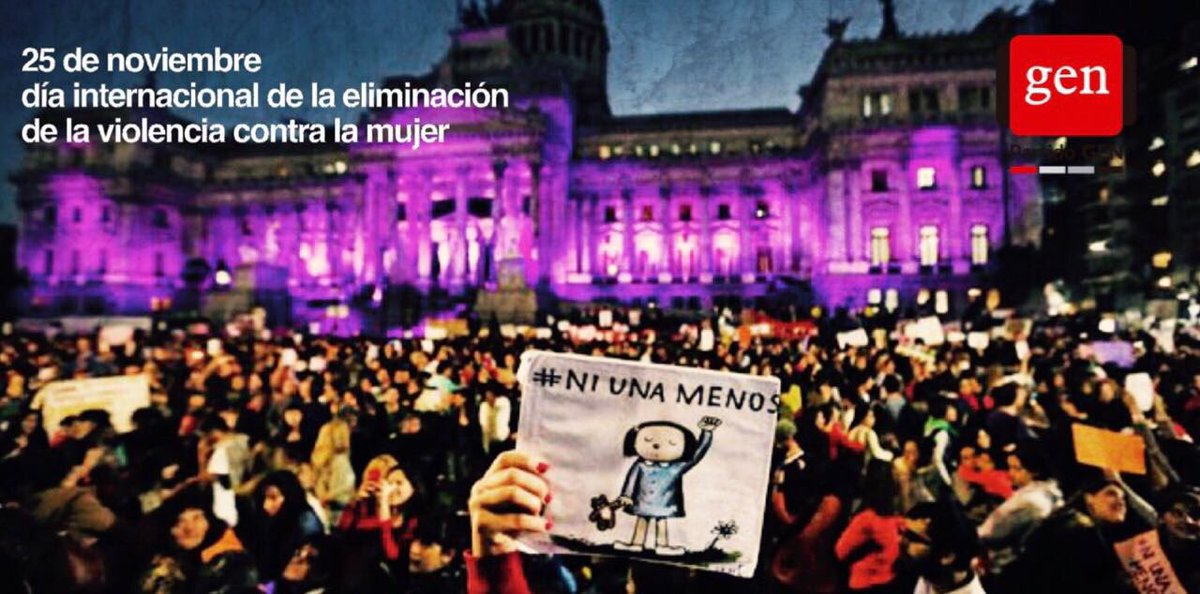 25 de noviembre
día internacional de la eliminación
de la violencia contra la mujer
gen
#NI UNA MENOS